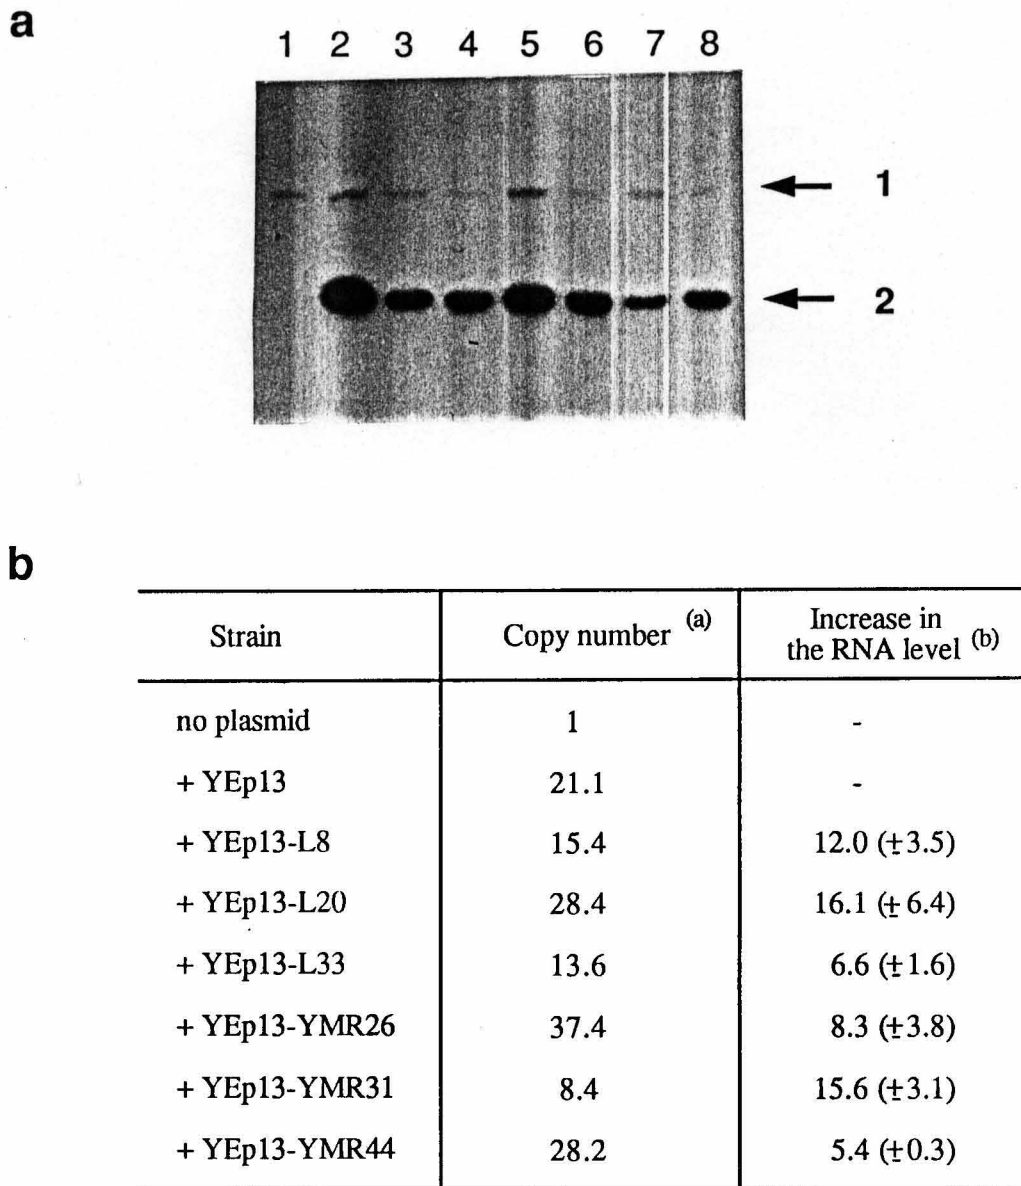 a
1 2 3 4 5 6 7 8
1
2
b
Strain Copy number (a) Increase in the RNA level (b)
no plasmid 1 -
+ YEp13 21.1 -
+ YEp13-L8 15.4 12.0 (±3.5)
+ YEp13-L20 28.4 16.1 (± 6.4)
+ YEp13-L33 13.6 6.6 (±1.6)
+ YEp13-YMR26 37.4 8.3 (±3.8)
+ YEp13-YMR31 8.4 15.6 (±3.1)
+ YEp13-YMR44 28.2 5.4 (±0.3)